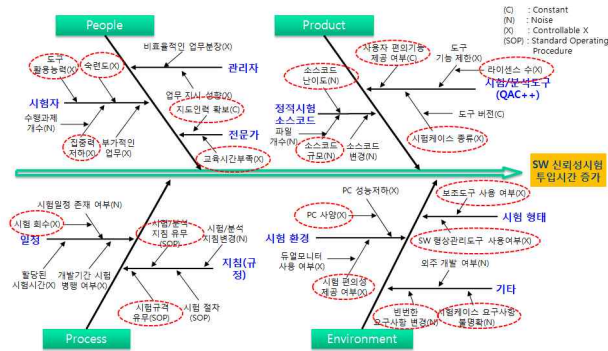 People
Product
(C) : Constant
(N) : Noise
(X) : Controllable X
(SOP) : Standard Operating
Procedure
도구
활용능력(X)
숙련도(X)
비효율적인 업무분장(X)
관리자
시험자
업무 지시 성향(X)
지도인력 확보(C)
수행과제
개수(N)
집중력
저하(X)
부가적인
업무(X)
전문가
교육시간부족(X)
사용자 편의기능
제공 여부(C)
도구
기능 제한(X)
소스코드
난이도(N)
라이센스 수(X)
시험/분석도구
(QAC++)
정적시험
소스코드
도구 버전(C)
파일
개수(N)
소스코드
규모(N)
소스코드
변경(N)
시험케이스 종류(X)
SW 신뢰성시험
투입시간 증가
시험일정 존재 여부(N)
시험 회수(X)
일정
할당된
시험시간(X)
개발기간 시험
병행 여부(X)
시험/분석
지침 유무
(SOP)
시험/분석
지침변경(N)
지침(규
정)
시험규격
유무(SOP)
시험 절차
(SOP)
PC 성능저하(X)
PC 사양(X)
시험 환경
듀얼모니터
사용 여부(X)
시험 편의성
제공 여부(X)
보조도구 사용 여부(X)
시험 형태
SW 형상관리도구 사용여부(X)
외주 개발 여부(N)
기타
빈번한
요구사항 변경(N)
시험케이스 요구사항
불명확(N)
Process
Environment